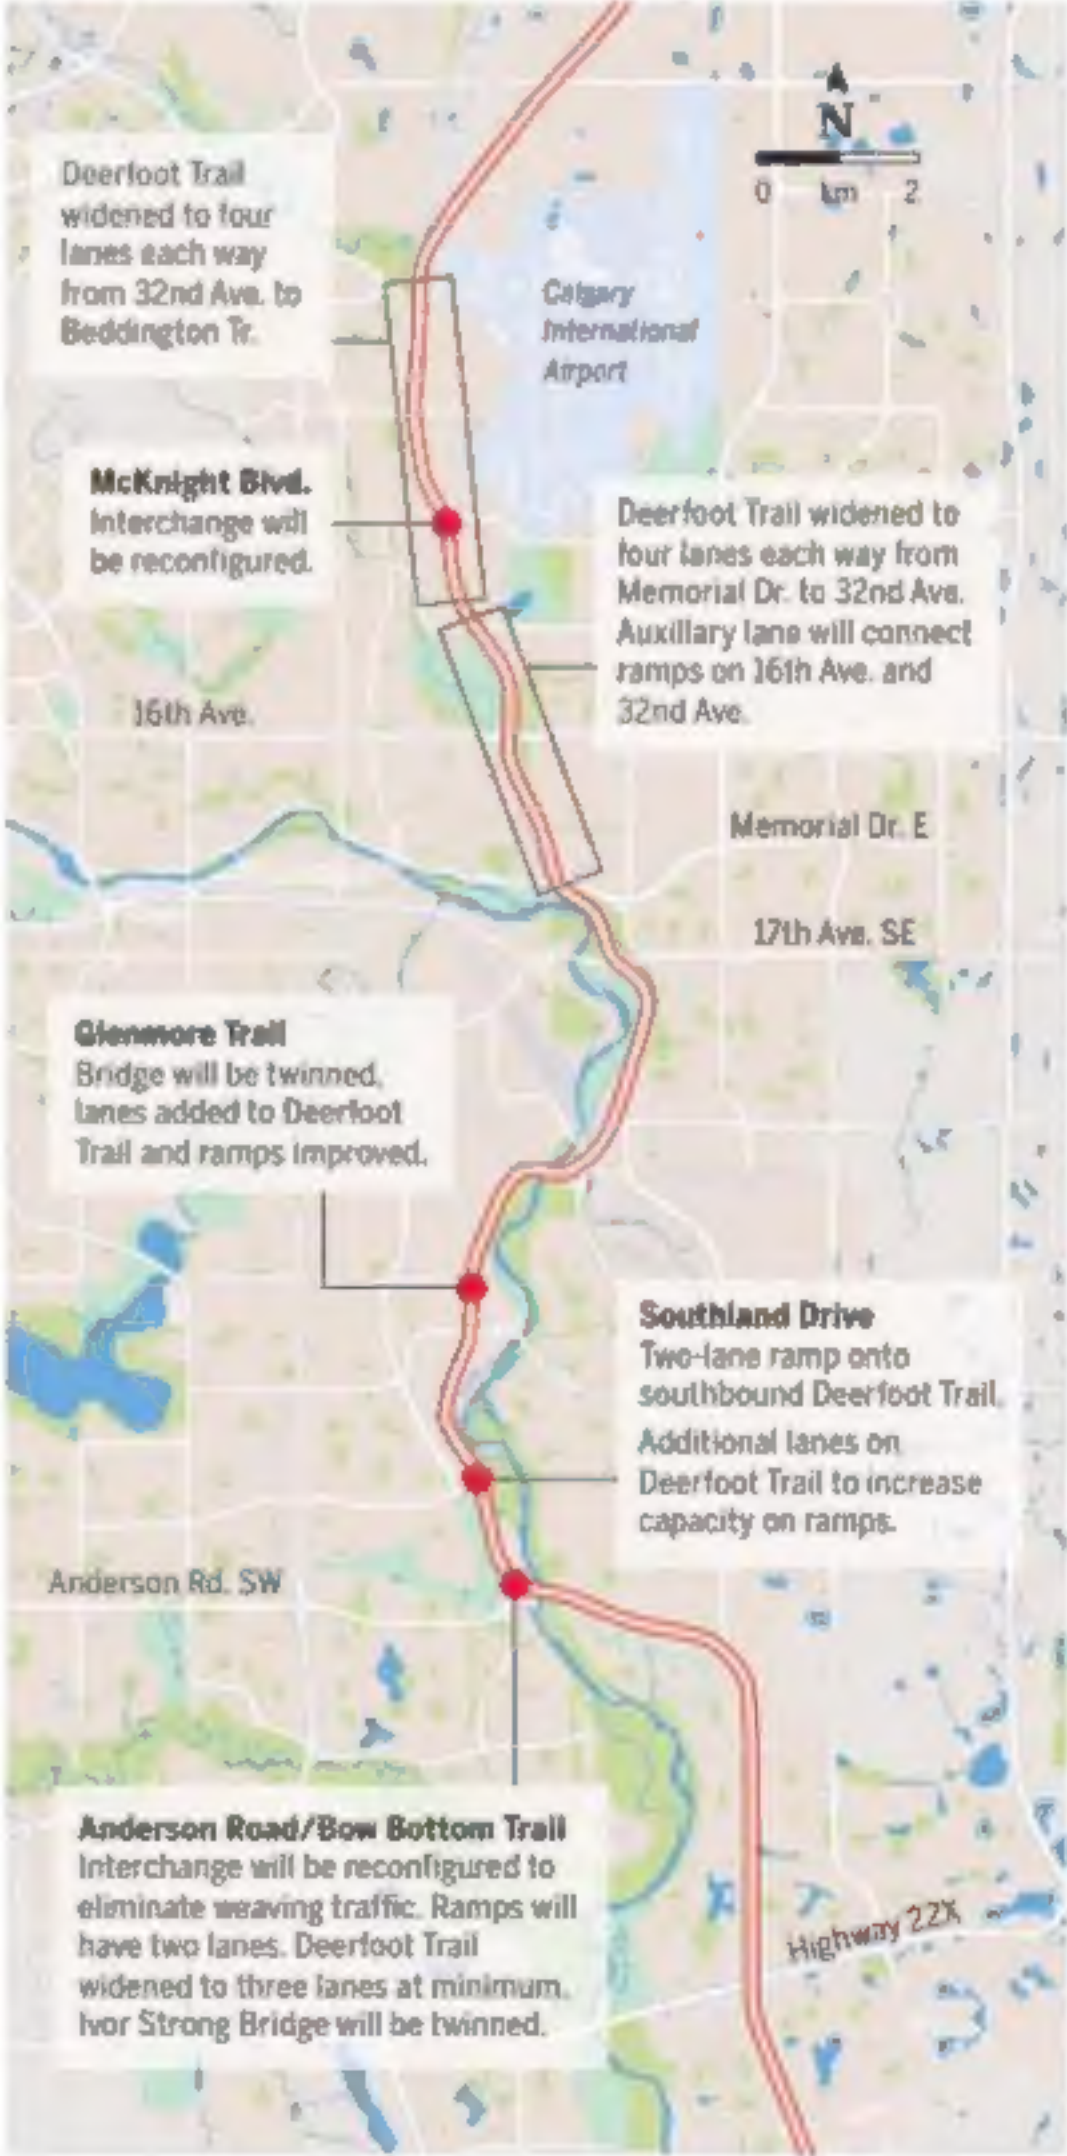 N
0 km 2
Deerfoot Trail
widened to four
lanes each way
from 32nd Ave. to
Beddington Tr.
Calgary
International
Airport
McKnight Blvd.
Interchange will
be reconfigured.
Deerfoot Trail widened to
four lanes each way from
Memorial Dr. to 32nd Ave.
Auxillary lane will connect
ramps on 16th Ave. and
32nd Ave.
16th Ave.
Memorial Dr. E
17th Ave. SE
Glenmore Trail
Bridge will be twinned,
lanes added to Deerfoot
Trail and ramps improved.
Southland Drive
Two-lane ramp onto
southbound Deerfoot Trail.
Additional lanes on
Deerfoot Trail to increase
capacity on ramps.
Anderson Rd. SW
Anderson Road/Bow Bottom Trail
Interchange will be reconfigured to
eliminate weaving traffic. Ramps will
have two lanes. Deerfoot Trail
widened to three lanes at minimum.
Ivor Strong Bridge will be twinned.
Highway 22X